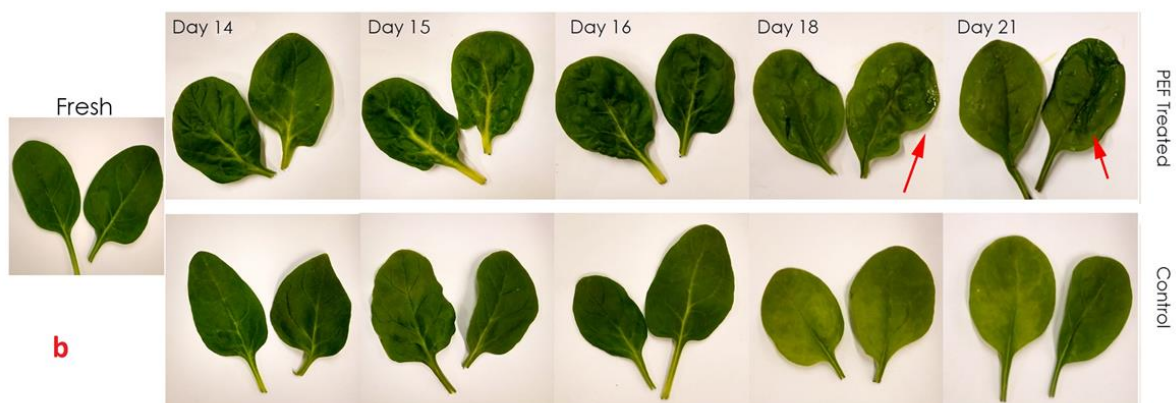 Day 14
Day 15
Day 16
Day 18
Day 21
PEF Treated
Fresh
Control
b